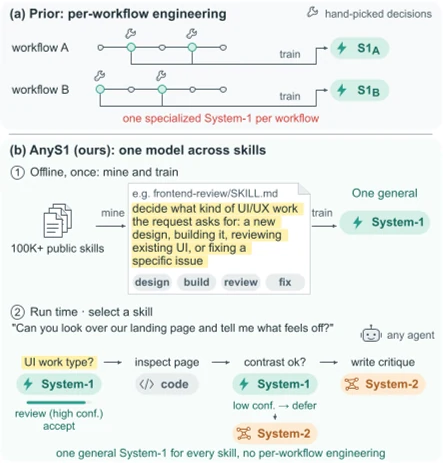 (a) Prior: per-workflow engineering
hand-picked decisions
workflow A
train
S1A
workflow B
train
S1B
one specialized System-1 per workflow
(b) AnyS1 (ours): one model across skills
1 Offline, once: mine and train
100K+ public skills
mine
e.g. frontend-review/SKILL.md
decide what kind of UI/UX work
the request asks for: a new
design, building it, reviewing
existing UI, or fixing a
specific issue
design build review fix
train
One general
System-1
2 Run time · select a skill
"Can you look over our landing page and tell me what feels off?"
any agent
UI work type? → inspect page → contrast ok? → write critique
System-1 </> code System-1 System-2
review (high conf.)
accept
low conf. → defer
System-2
one general System-1 for every skill, no per-workflow engineering